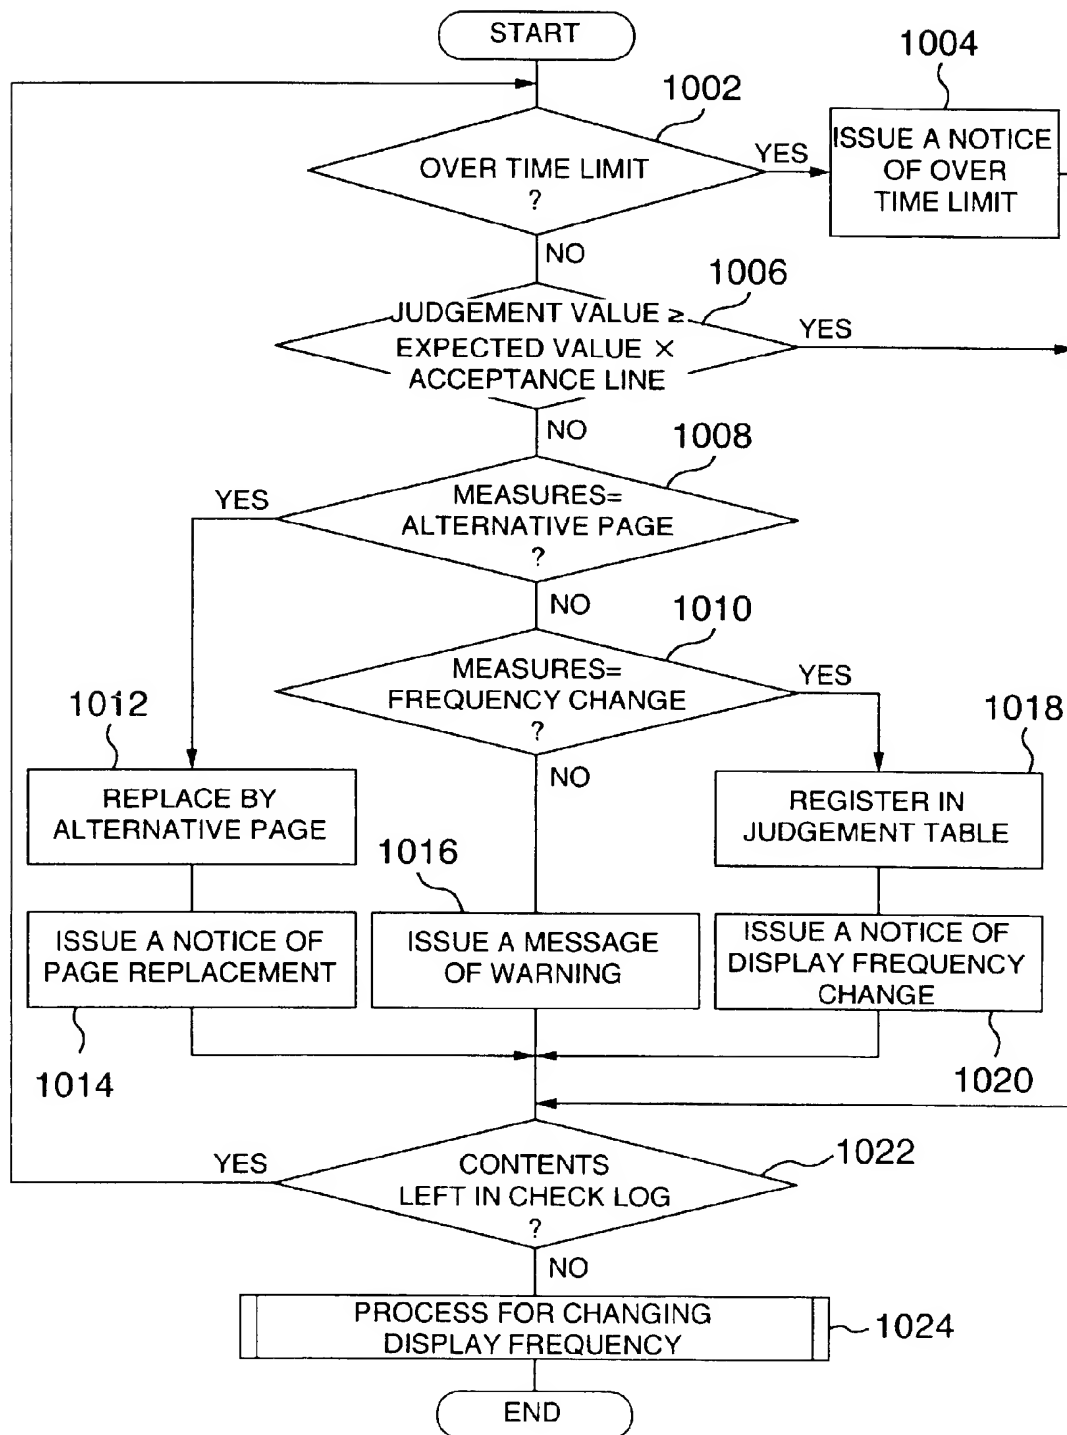 START
1004
1002
OVER TIME LIMIT
?
YES
ISSUE A NOTICE
OF OVER
TIME LIMIT
NO
1006
JUDGEMENT VALUE ≥
EXPECTED VALUE ×
ACCEPTANCE LINE
YES
NO
1008
YES
MEASURES=
ALTERNATIVE PAGE
?
NO
1010
MEASURES=
FREQUENCY CHANGE
?
YES
1012
1018
NO
REPLACE BY
ALTERNATIVE PAGE
REGISTER IN
JUDGEMENT TABLE
1016
ISSUE A NOTICE OF
PAGE REPLACEMENT
ISSUE A MESSAGE
OF WARNING
ISSUE A NOTICE OF
DISPLAY FREQUENCY
CHANGE
1014
1020
YES
CONTENTS
LEFT IN CHECK LOG
?
1022
NO
PROCESS FOR CHANGING
DISPLAY FREQUENCY
1024
END